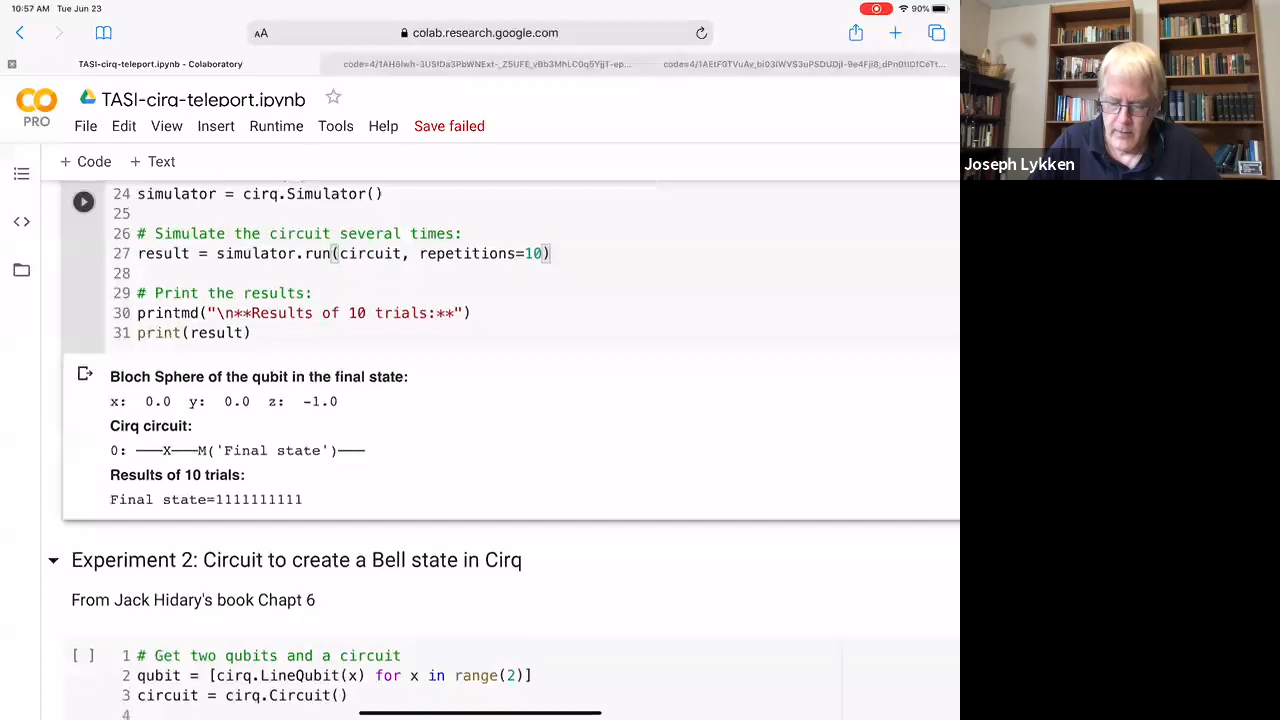 10:57 AM Tue Jun 23
90%
AA
colab.research.google.com
TASI-cirq-teleport.ipynb - Colaboratory
CO
PRO
TASI-cirq-teleport.ipynb
File Edit View Insert Runtime Tools Help Save failed
+ Code + Text
24 simulator = cirq.Simulator()
25
26 # Simulate the circuit several times:
27 result = simulator.run(circuit, repetitions=10)
28
29 # Print the results:
30 printmd("\n**Results of 10 trials:**")
31 print(result)
Bloch Sphere of the qubit in the final state:
x: 0.0 y: 0.0 z: -1.0
Cirq circuit:
0: ───X───M('Final state')───
Results of 10 trials:
Final state=1111111111
Experiment 2: Circuit to create a Bell state in Cirq
From Jack Hidary's book Chapt 6
[ ] 1 # Get two qubits and a circuit
2 qubit = [cirq.LineQubit(x) for x in range(2)]
3 circuit = cirq.Circuit()
4
Joseph Lykken